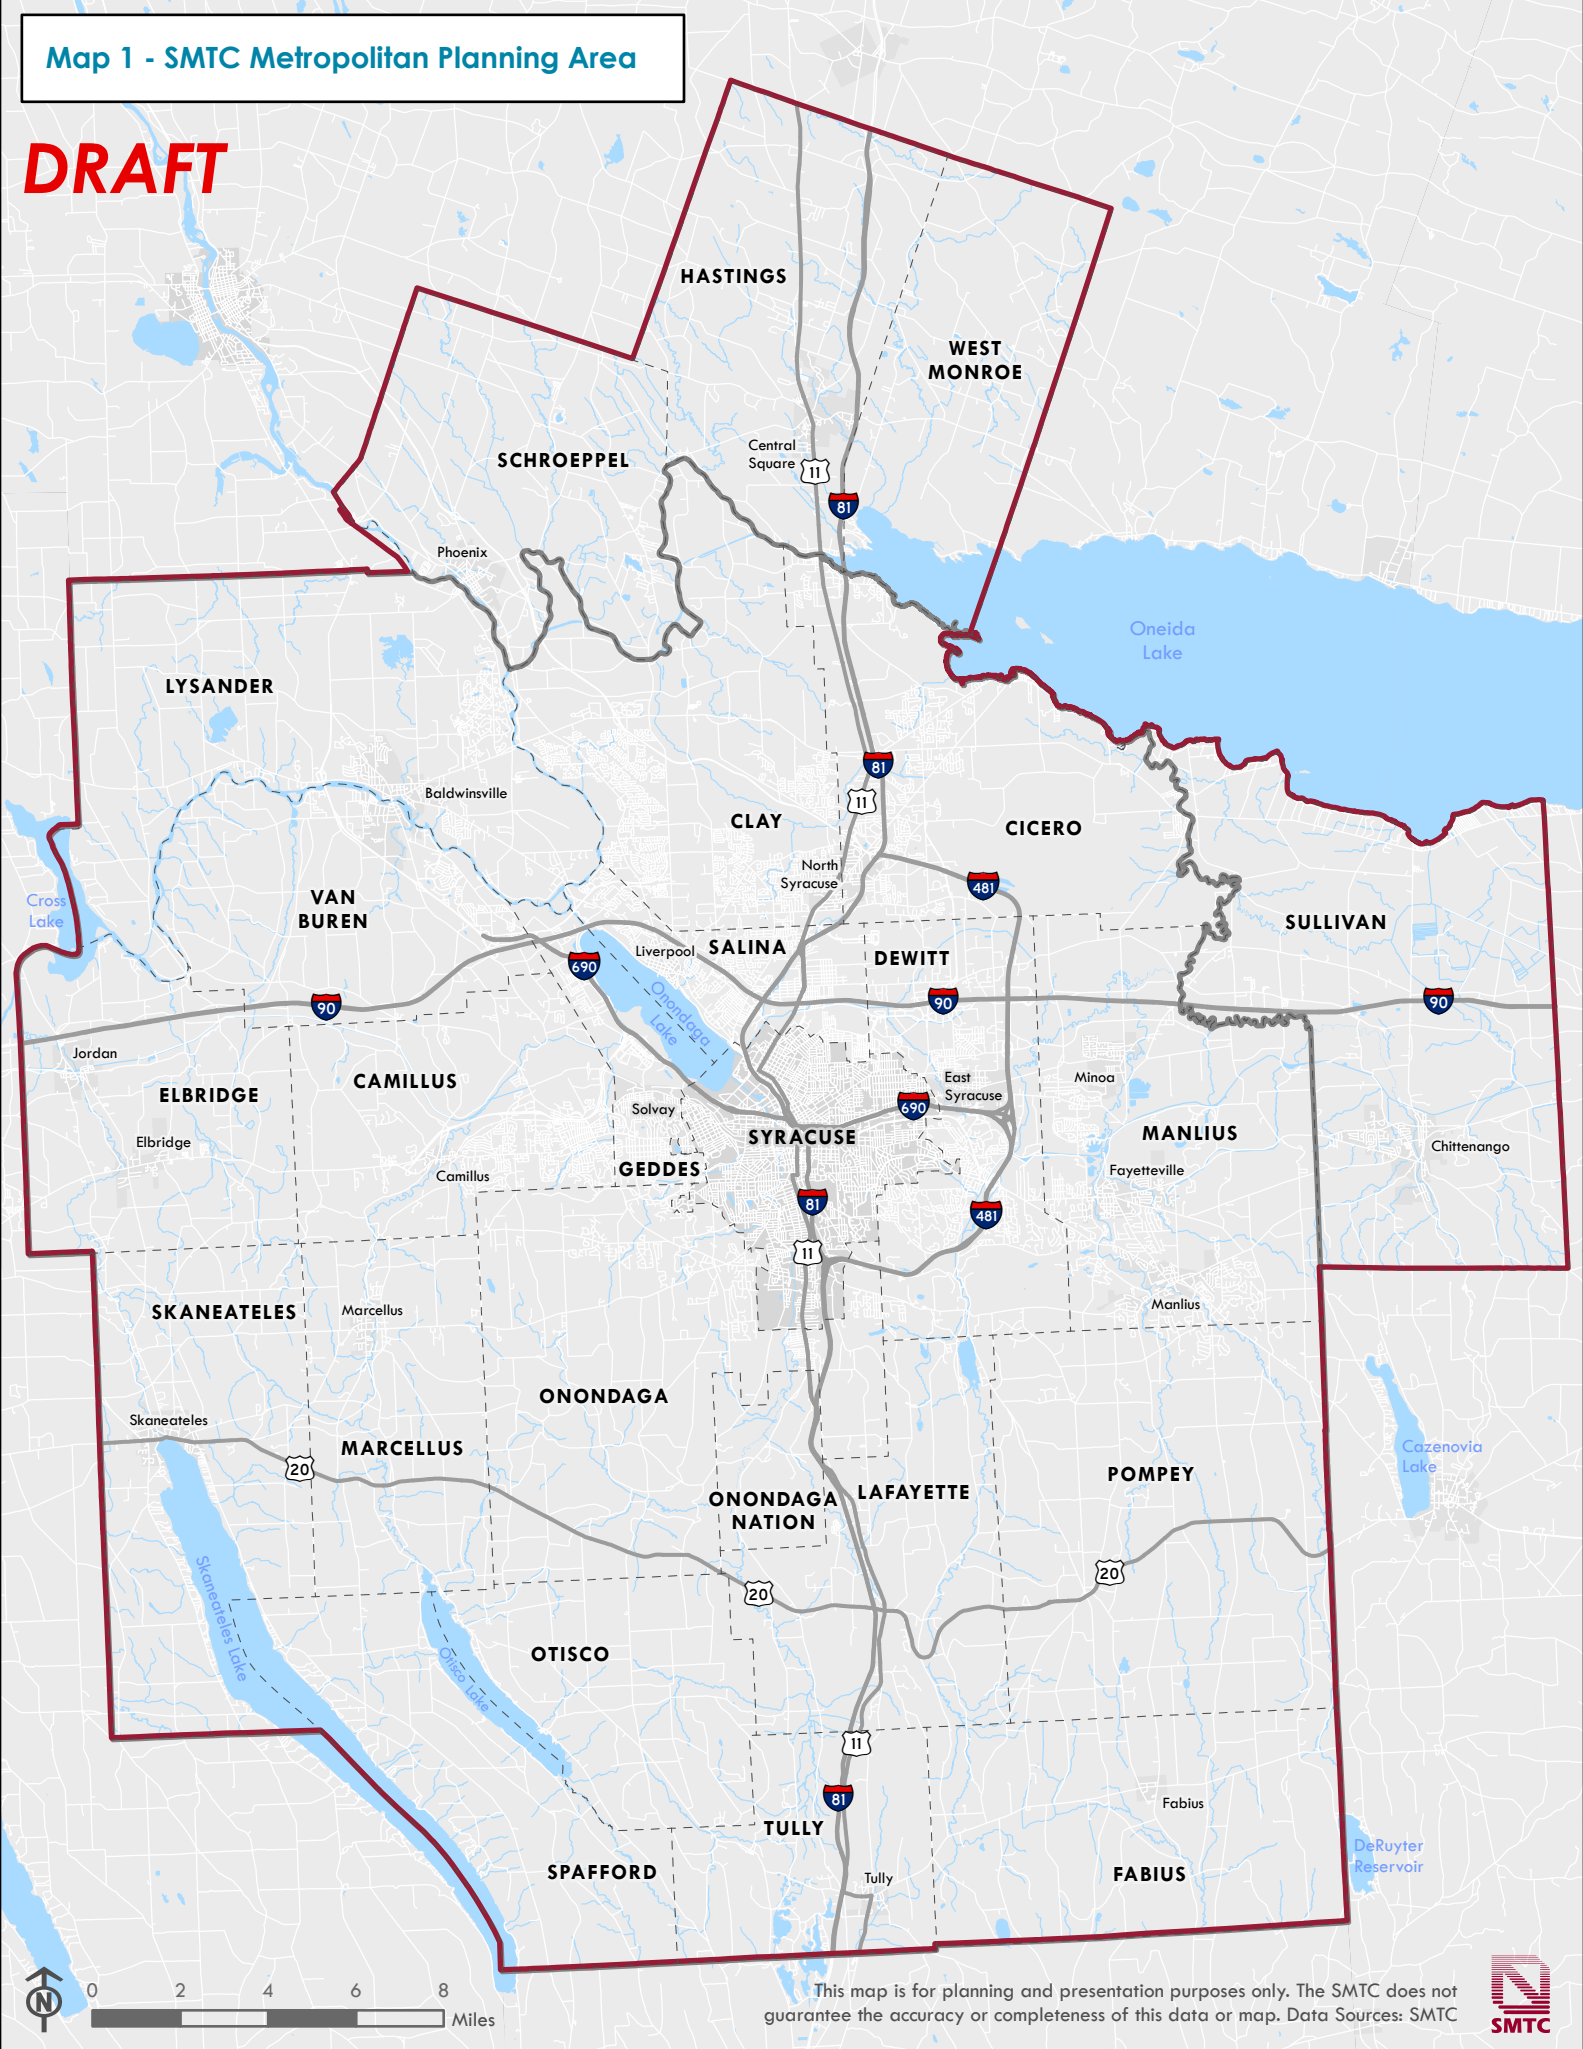 Map 1 - SMTC Metropolitan Planning Area
DRAFT
HASTINGS
WEST
MONROE
Central
Square
11
SCHROEPPEL
81
Phoenix
Oneida
Lake
LYSANDER
81
11
Baldwinsville
CLAY
CICERO
North
Syracuse
481
Cross
Lake
VAN
BUREN
SULLIVAN
Liverpool
SALINA
DEWITT
690
90
Onondaga
Lake
90
90
Jordan
ELBRIDGE
CAMILLUS
Solvay
East
Syracuse
Minoa
690
SYRACUSE
MANLIUS
Elbridge
Chittenango
Camillus
GEDDES
Fayetteville
81
481
11
SKANEATELES
Marcellus
Manlius
ONONDAGA
Skaneateles
MARCELLUS
20
Cazenovia
Lake
POMPEY
ONONDAGA
NATION
LAFAYETTE
Skaneateles Lake
20
20
OTISCO
Otisco Lake
11
81
Fabius
TULLY
DeRuyter
Reservoir
SPAFFORD
Tully
FABIUS
N
0 2 4 6 8
Miles
This map is for planning and presentation purposes only. The SMTC does not
guarantee the accuracy or completeness of this data or map. Data Sources: SMTC
SMTC